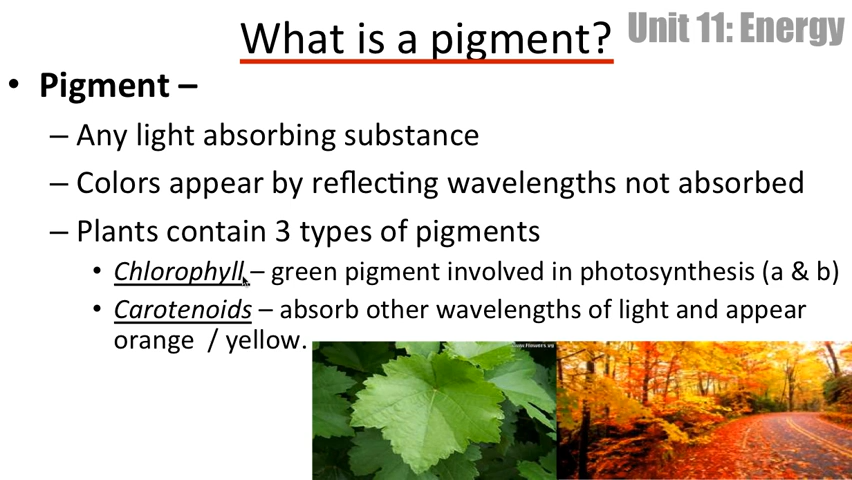 What is a pigment?
Unit 11: Energy
• Pigment –
– Any light absorbing substance
– Colors appear by reflecting wavelengths not absorbed
– Plants contain 3 types of pigments
• Chlorophyll – green pigment involved in photosynthesis (a & b)
• Carotenoids – absorb other wavelengths of light and appear
orange / yellow.